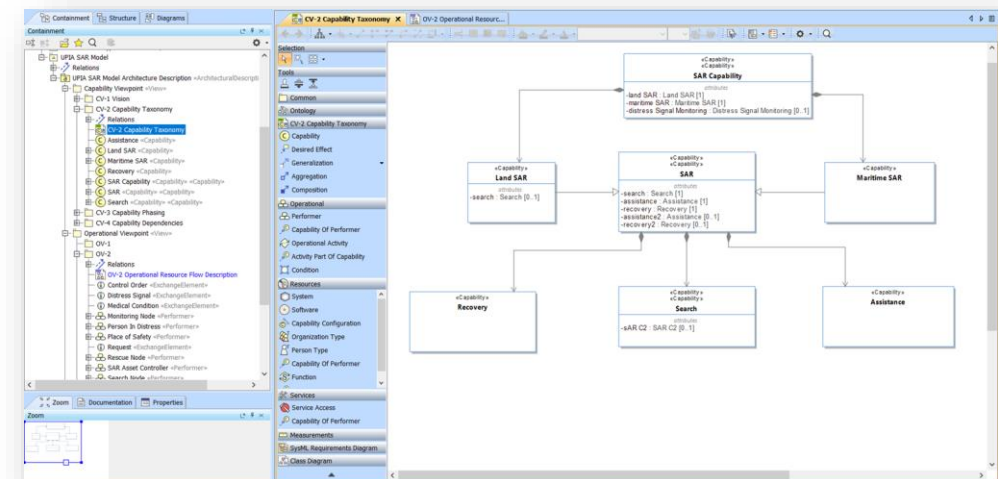 Containment Structure Diagrams
Containment
UPIA SAR Model
Relations
UPIA SAR Model Architecture Description «ArchitecturalDescripti
Capability Viewpoint «View»
CV-1 Vision
CV-2 Capability Taxonomy
Relations
CV-2 Capability Taxonomy
Assistance «Capability»
Land SAR «Capability»
Maritime SAR «Capability»
Recovery «Capability»
SAR Capability «Capability» «Capability»
SAR «Capability» «Capability»
Search «Capability» «Capability»
CV-3 Capability Phasing
CV-4 Capability Dependencies
Operational Viewpoint «View»
OV-1
OV-2
Relations
OV-2 Operational Resource Flow Description
Control Order «ExchangeElement»
Distress Signal «ExchangeElement»
Medical Condition «ExchangeElement»
Monitoring Node «Performer»
Person In Distress «Performer»
Place of Safety «Performer»
Request «ExchangeElement»
Rescue Node «Performer»
SAR Asset Controller «Performer»
Search Node «Performer»
Zoom Documentation Properties
Zoom
CV-2 Capability Taxonomy X OV-2 Operational Resourc...
Selection
Tools
Common
Ontology
CV-2 Capability Taxonomy
Capability
Desired Effect
Generalization
Aggregation
Composition
Operational
Performer
Capability Of Performer
Operational Activity
Activity Part Of Capability
Condition
Resources
System
Software
Capability Configuration
Organization Type
Person Type
Capability Of Performer
Function
Services
Service Access
Capability Of Performer
Measurements
SysML Requirements Diagram
Class Diagram
«Capability»
«Capability»
SAR Capability
attributes
-land SAR : Land SAR [1]
-maritime SAR : Maritime SAR [1]
-distress Signal Monitoring : Distress Signal Monitoring [0..1]
«Capability»
«Capability»
Land SAR
attributes
-search : Search [0..1]
«Capability»
«Capability»
SAR
attributes
-search : Search [1]
-assistance : Assistance [1]
-recovery : Recovery [1]
-assistance2 : Assistance [0..1]
-recovery2 : Recovery [0..1]
«Capability»
Maritime SAR
«Capability»
Recovery
«Capability»
«Capability»
Search
attributes
-sAR C2 : SAR C2 [0..1]
«Capability»
Assistance